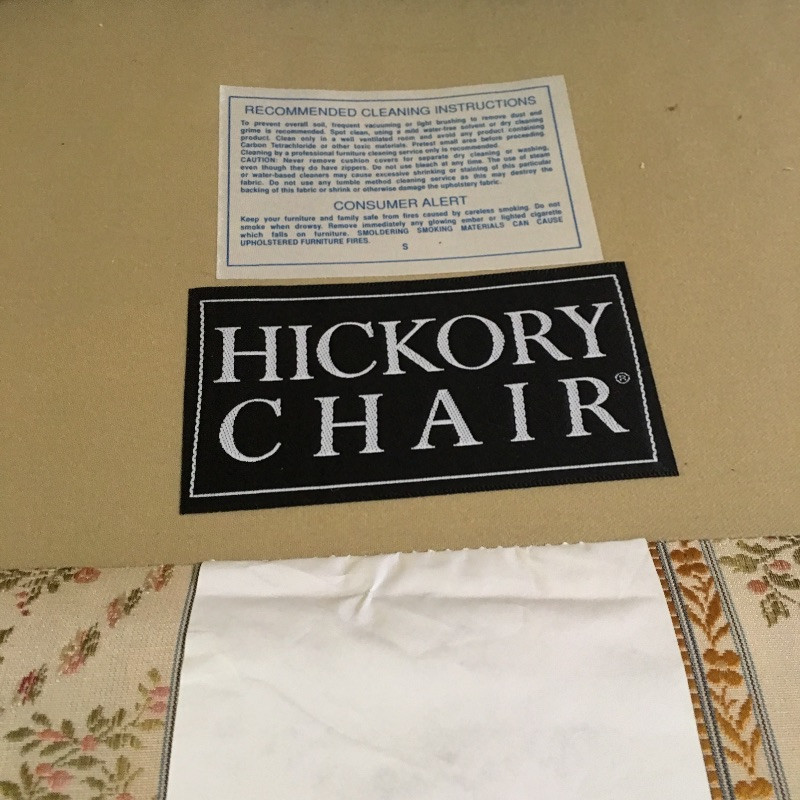 RECOMMENDED CLEANING INSTRUCTIONS
To prevent overall soil, frequent vacuuming or light brushing to remove dust and
grime is recommended. Spot clean, using a mild water-free solvent or dry cleaning
product. Clean only in a well ventilated room and avoid any product containing
Carbon Tetrachloride or other toxic materials. Pretest small area before proceeding.
Cleaning by a professional furniture cleaning service only is recommended.
CAUTION: Never remove cushion covers for separate dry cleaning or washing,
even though they do have zippers. Do not use bleach at any time. The use of steam
or water-based cleaners may cause excessive shrinking or staining of this particular
fabric. Do not use any tumble method cleaning service as this may destroy the
backing of this fabric or shrink or otherwise damage the upholstery fabric.
CONSUMER ALERT
Keep your furniture and family safe from fires caused by careless smoking. Do not
smoke when drowsy. Remove immediately any glowing ember or lighted cigarette
which falls on furniture. SMOLDERING SMOKING MATERIALS CAN CAUSE
UPHOLSTERED FURNITURE FIRES.
S
HICKORY
CHAIR®